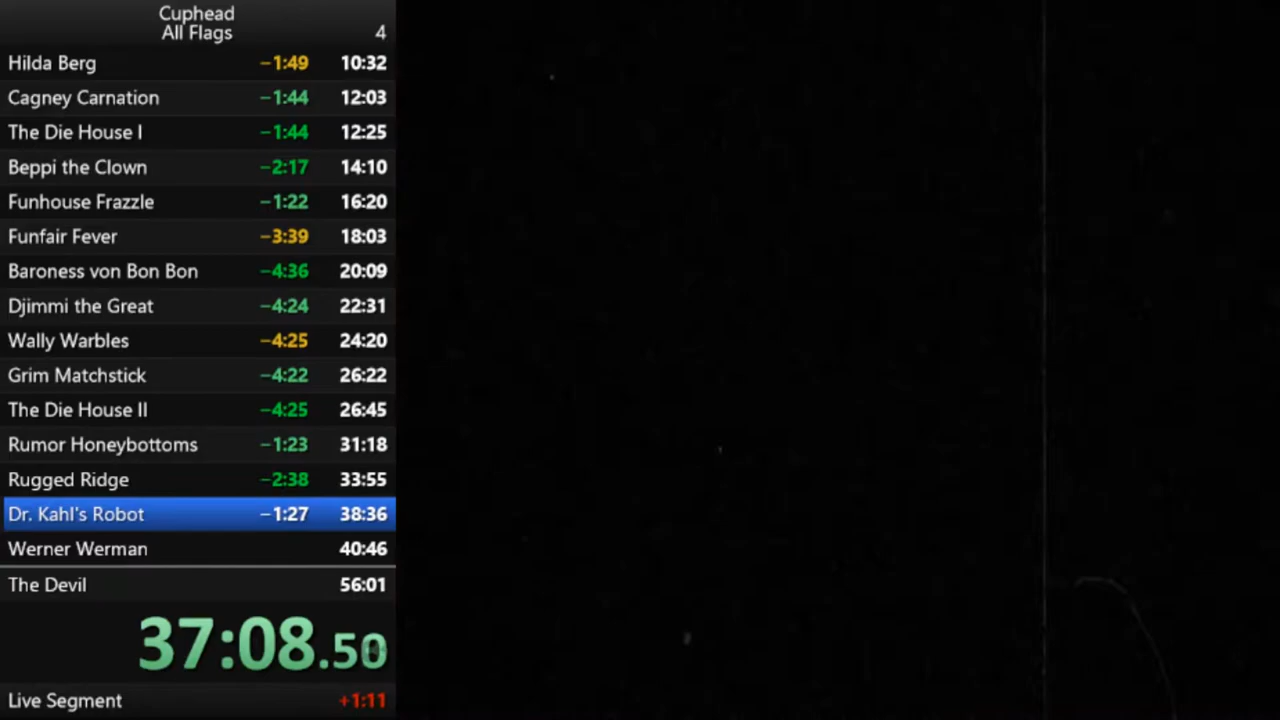 Cuphead
All Flags 4
Hilda Berg −1:49 10:32
Cagney Carnation −1:44 12:03
The Die House I −1:44 12:25
Beppi the Clown −2:17 14:10
Funhouse Frazzle −1:22 16:20
Funfair Fever −3:39 18:03
Baroness von Bon Bon −4:36 20:09
Djimmi the Great −4:24 22:31
Wally Warbles −4:25 24:20
Grim Matchstick −4:22 26:22
The Die House II −4:25 26:45
Rumor Honeybottoms −1:23 31:18
Rugged Ridge −2:38 33:55
Dr. Kahl's Robot −1:27 38:36
Werner Werman 40:46
The Devil 56:01
37:08.50
Live Segment +1:11